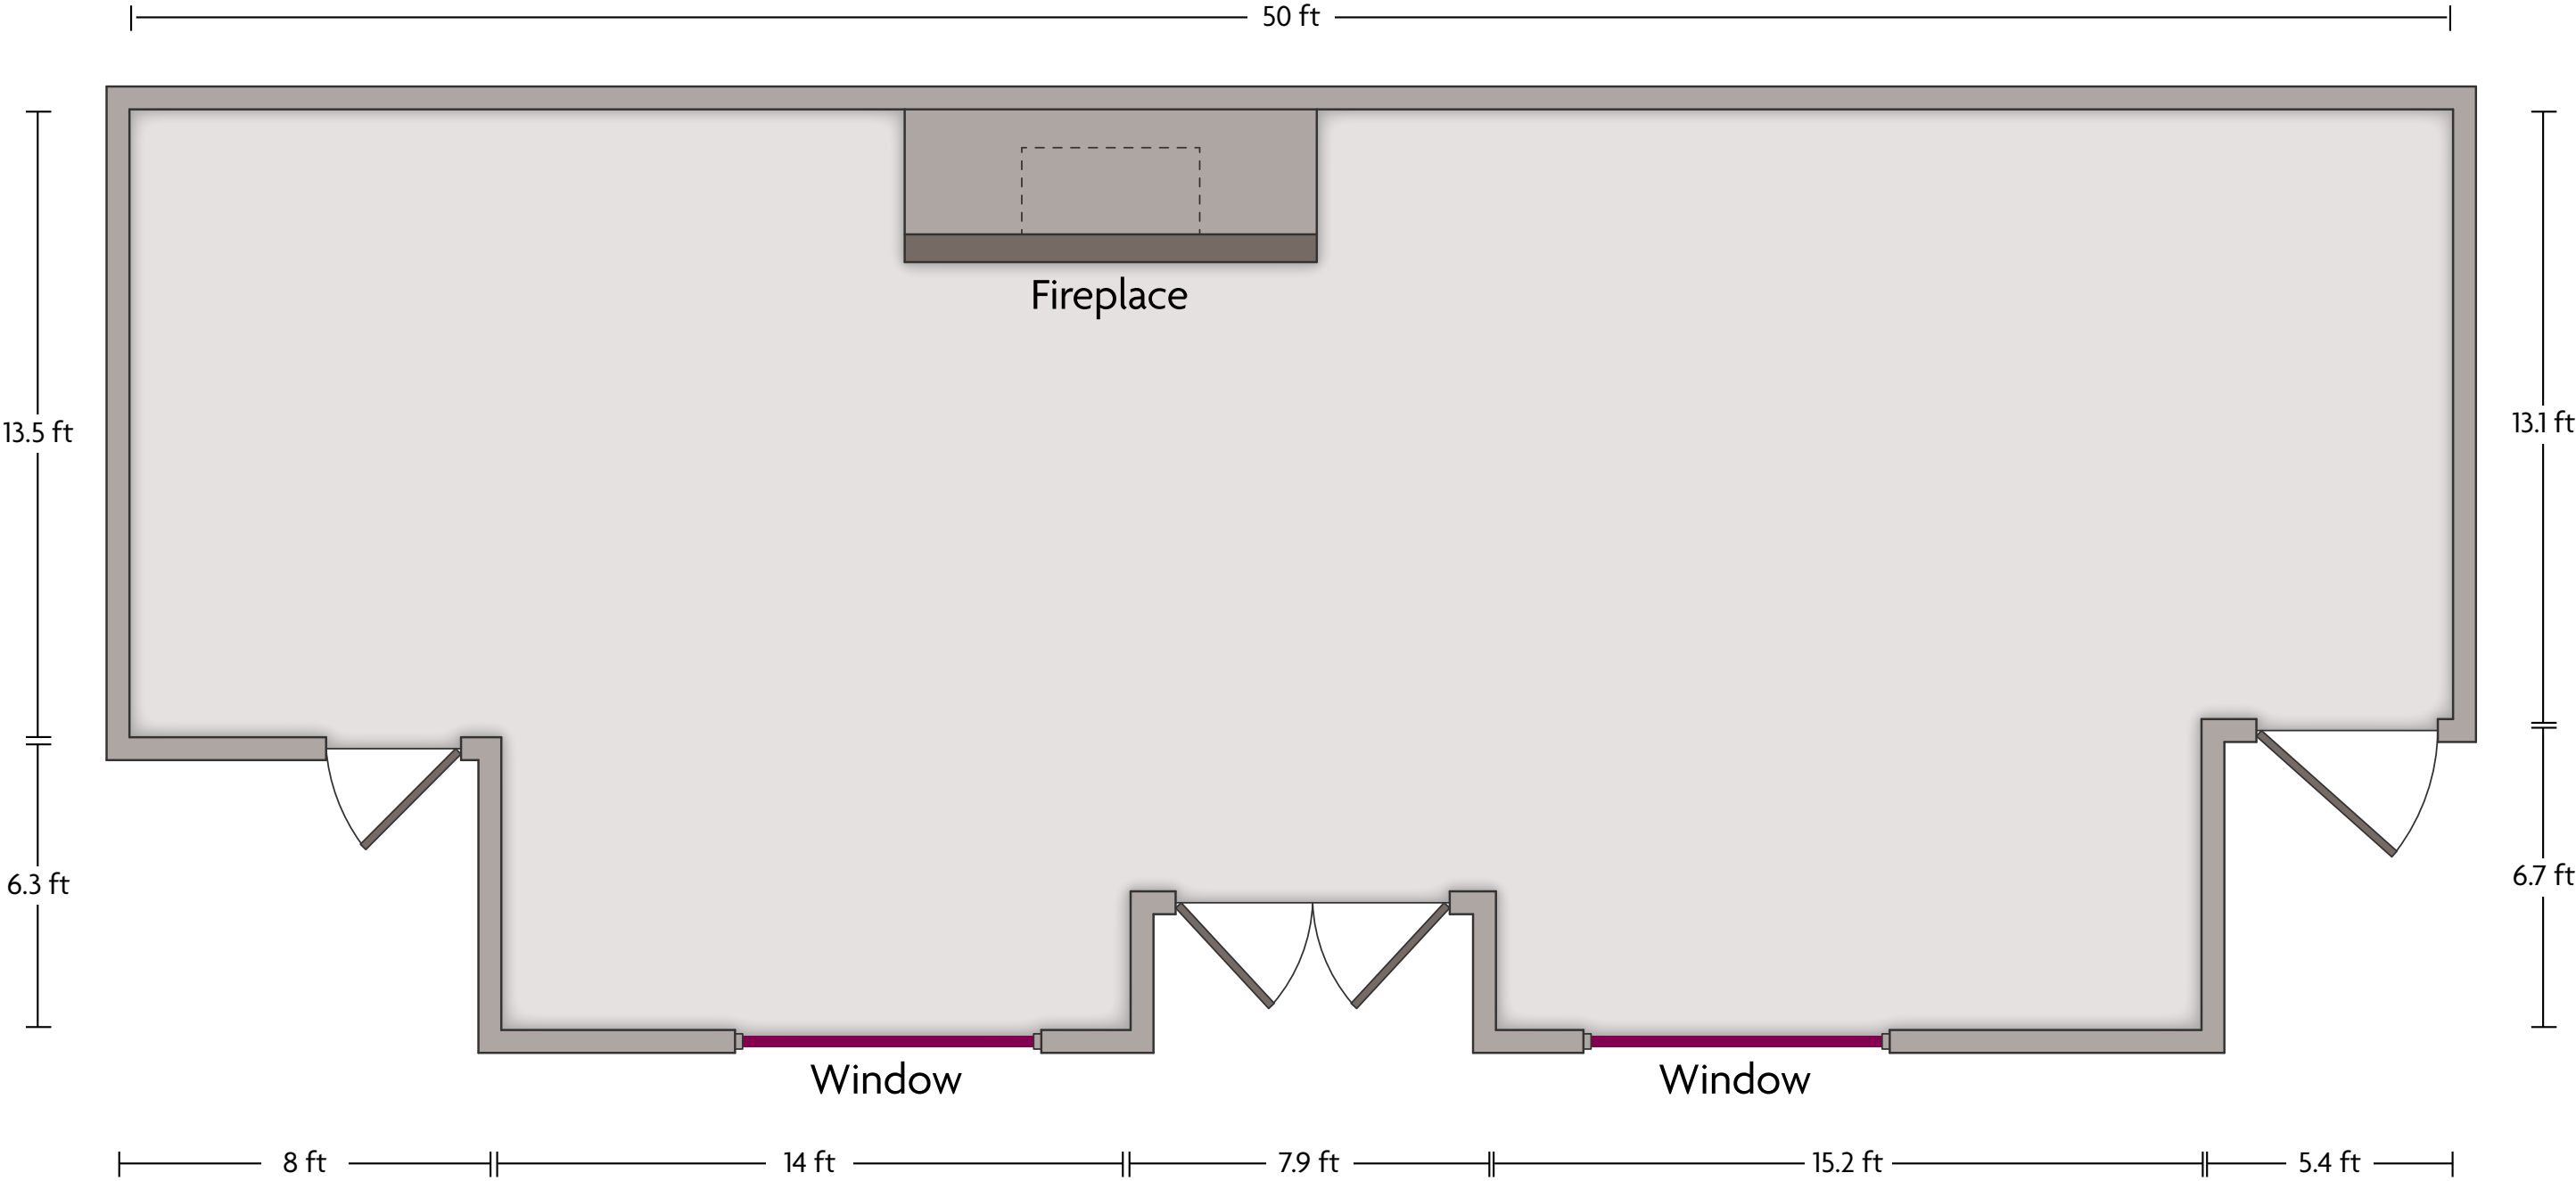 50 ft
Fireplace
13.5 ft
13.1 ft
6.3 ft
6.7 ft
Window
Window
8 ft
14 ft
7.9 ft
15.2 ft
5.4 ft